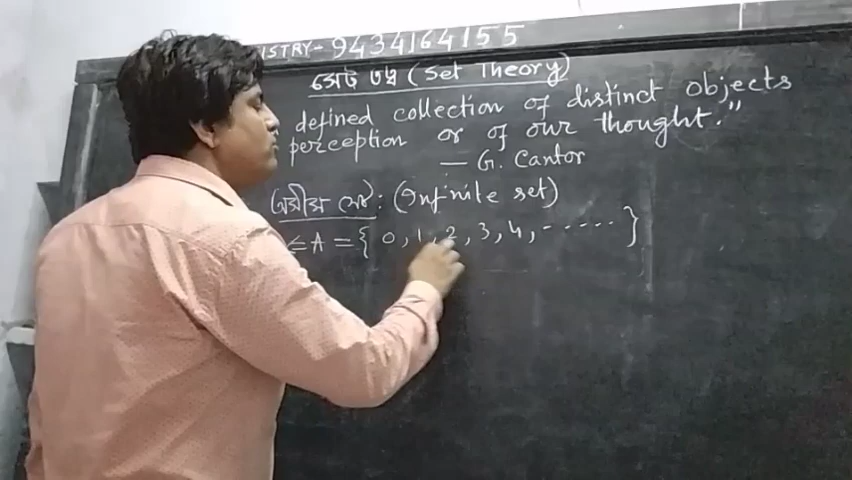 ISTRY- 9434164155
সেট তত্ত্ব (Set Theory)
defined collection of distinct objects
perception or of our thought."
— G. Cantor
অসীম সেট: (Infinite set)
A = { 0, 1, 2, 3, 4, ...... }